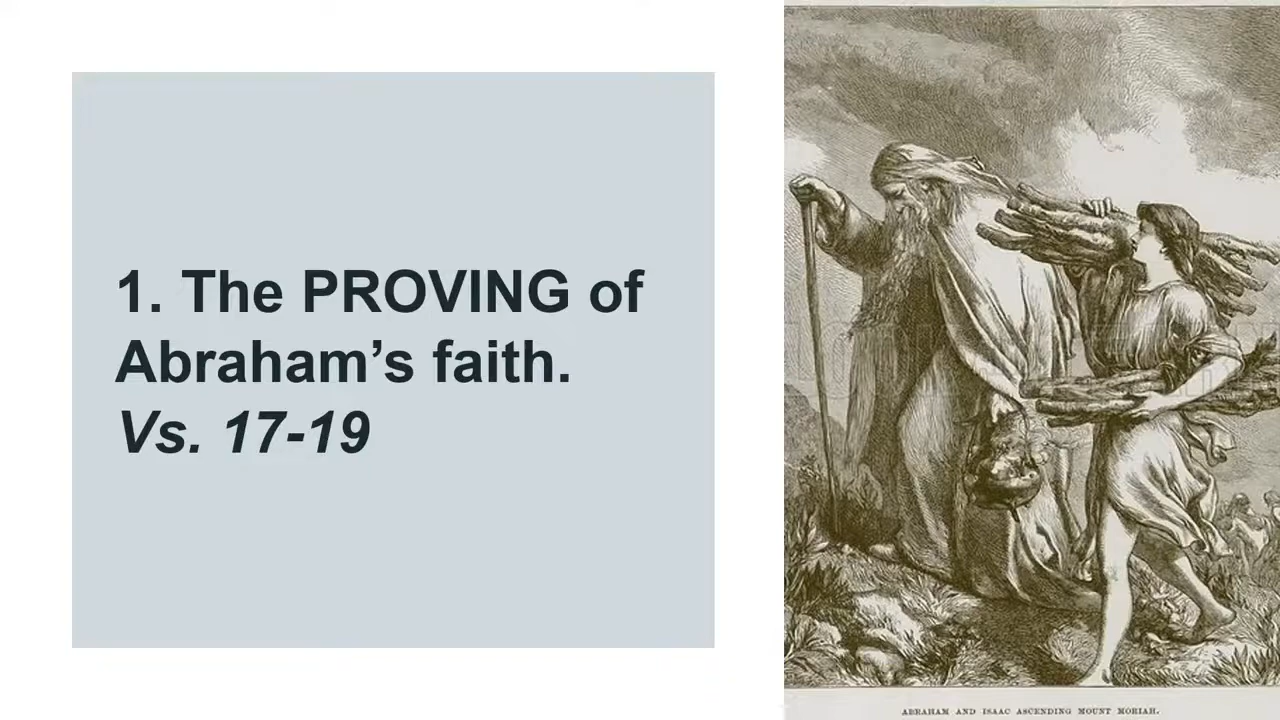 1. The PROVING of
Abraham’s faith.
Vs. 17-19
ABRAHAM AND ISAAC ASCENDING MOUNT MORIAH.